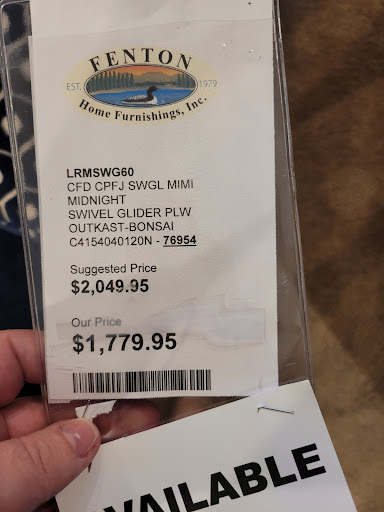 FENTON
EST. 1979
Home Furnishings, Inc.
LRMSWG60
CFD CPFJ SWGL MIMI
MIDNIGHT
SWIVEL GLIDER PLW
OUTKAST-BONSAI
C4154040120N - 76954
Suggested Price
$2,049.95
Our Price
$1,779.95
VAILABLE